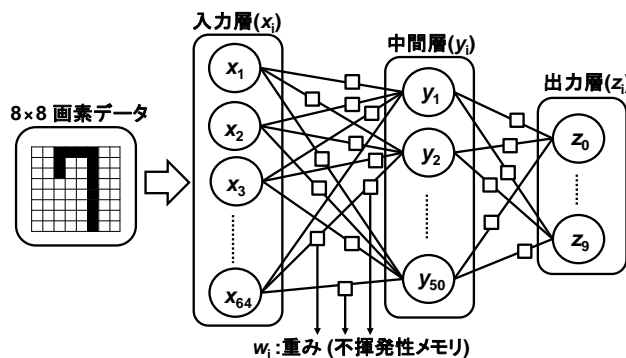 入力層(xi)
中間層(yi)
出力層(zi)
8×8 画素データ
x1
x2
x3
x64
y1
y2
y50
z0
z9
wi :重み (不揮発性メモリ)